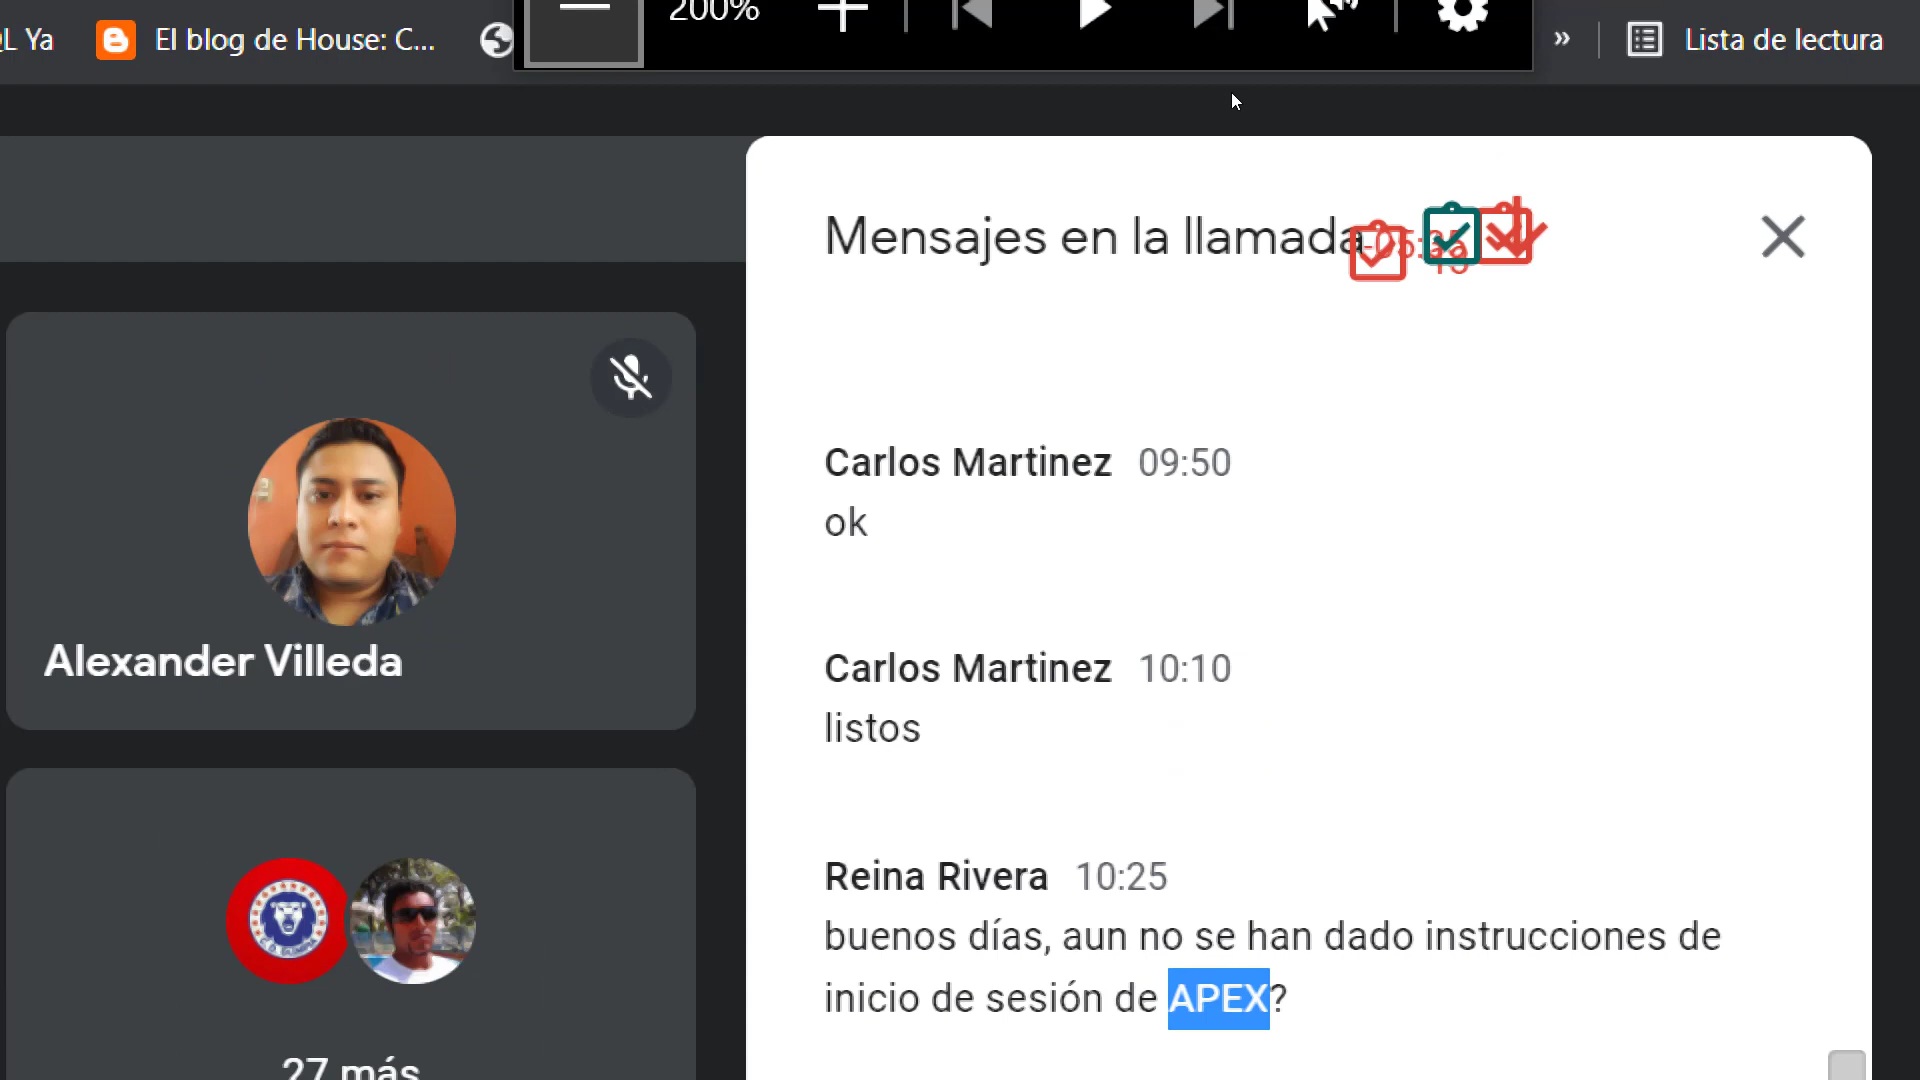 200%
L Ya
El blog de House: C...
»
Lista de lectura
Mensajes en la llamada
Carlos Martinez 09:50
ok
Alexander Villeda
Carlos Martinez 10:10
listos
Reina Rivera 10:25
buenos días, aun no se han dado instrucciones de
inicio de sesión de APEX?
27 más